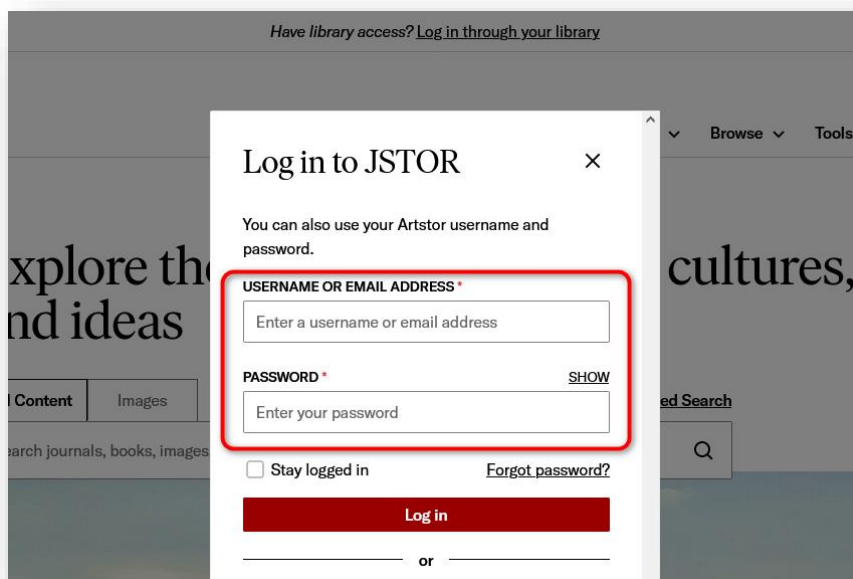 Have library access? Log in through your library
Browse
Tools
Log in to JSTOR
You can also use your Artstor username and
password.
xplore the
cultures,
nd ideas
USERNAME OR EMAIL ADDRESS *
Enter a username or email address
PASSWORD *
SHOW
Enter your password
Content
Images
ed Search
earch journals, books, images
Stay logged in
Forgot password?
Log in
or